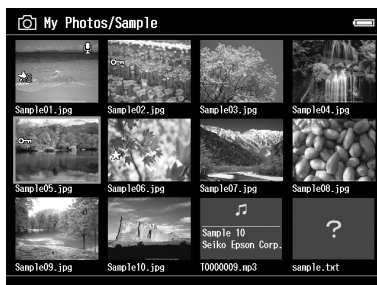 My Photos/Sample
Sample01.jpg
Sample02.jpg
Sample03.jpg
Sample04.jpg
Sample05.jpg
Sample06.jpg
Sample07.jpg
Sample08.jpg
Sample 10
Seiko Epson Corp.
?
Sample09.jpg
Sample10.jpg
T0000009.mp3
sample.txt